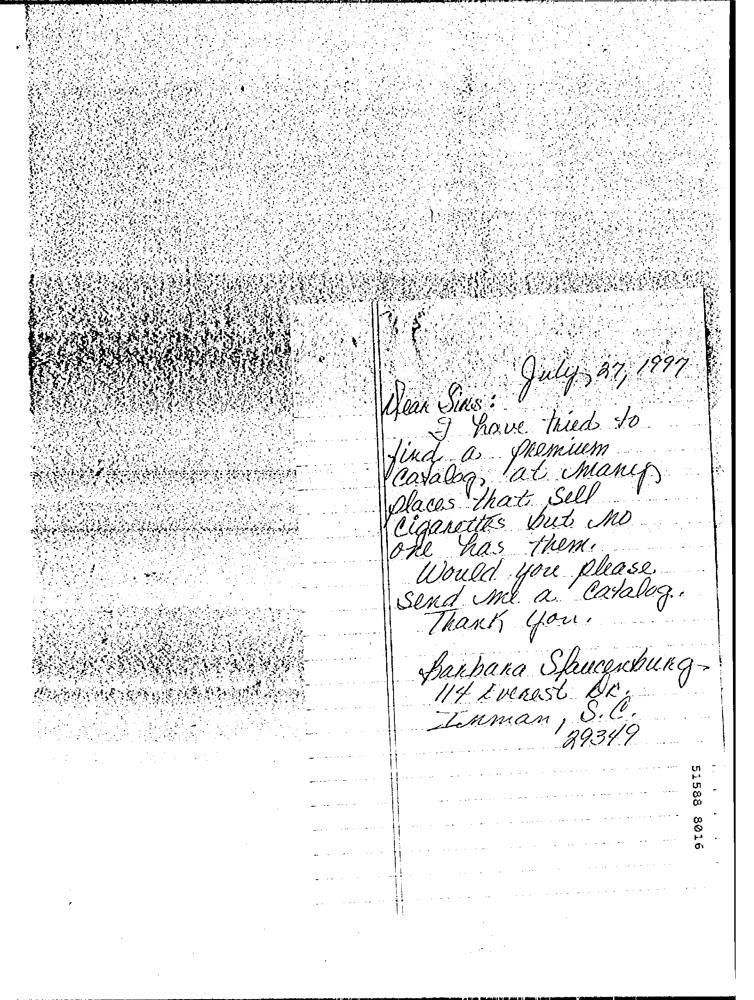 July, 27, 1997
Dear Sirs:
I have tried to
find a premium
catalog, at many
places that sell
cigarettes but no
one has them.
Would you please
send me a catalog.
Thank you.
Barbara
114 Everest Dr.
Inman, S.C.
29349
51588 8016